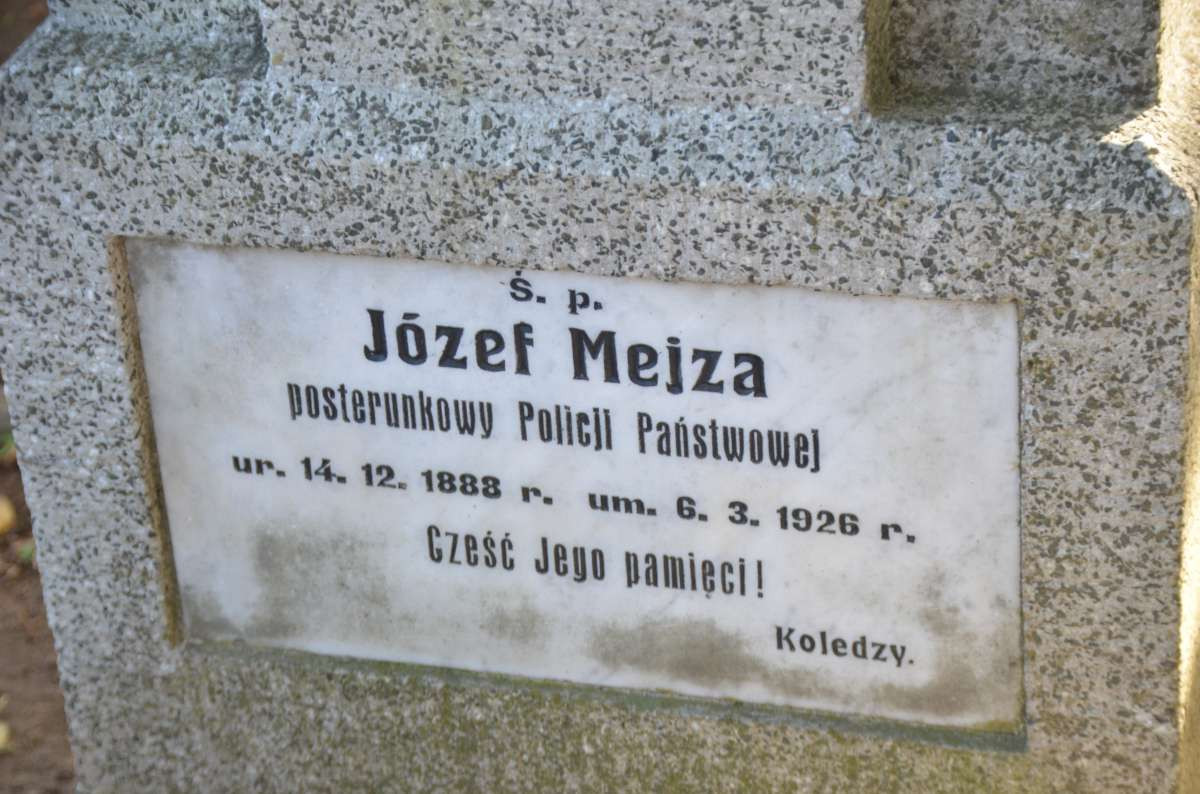 Ś. p.
Józef Mejza
posterunkowy Policji Państwowej
ur. 14. 12. 1888 r. um. 6. 3. 1926 r.
Cześć Jego pamięci!
Koledzy.